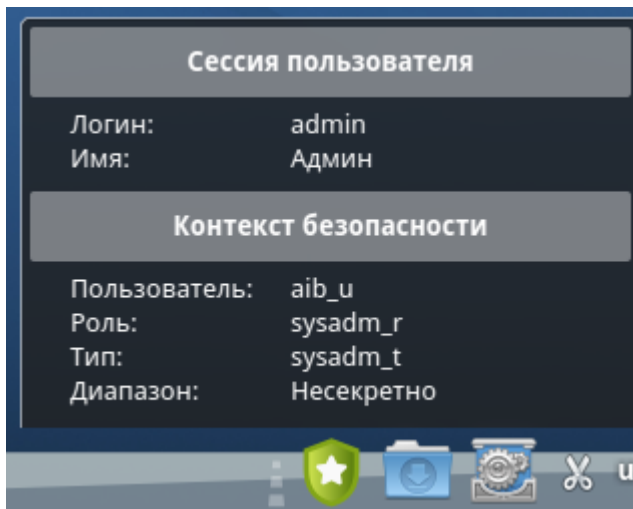 Сессия пользователя
Логин: admin
Имя: Админ
Контекст безопасности
Пользователь: aib_u
Роль: sysadm_r
Тип: sysadm_t
Диапазон: Несекретно
u